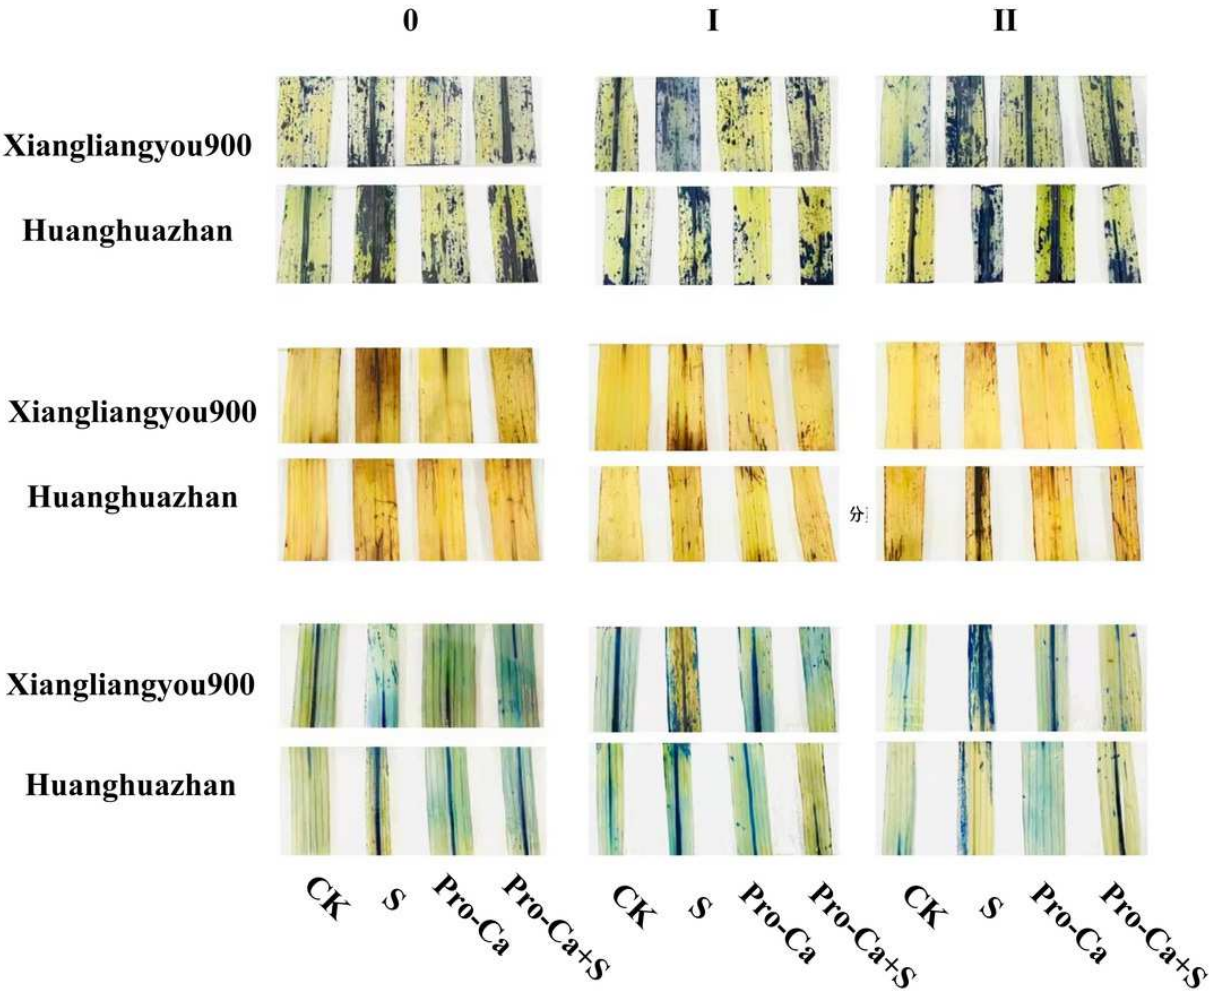 0 I II
Xiangliangyou900
Huanghuazhan
Xiangliangyou900
Huanghuazhan
分
Xiangliangyou900
Huanghuazhan
CK S Pro-Ca Pro-Ca+S CK S Pro-Ca Pro-Ca+S CK S Pro-Ca Pro-Ca+S